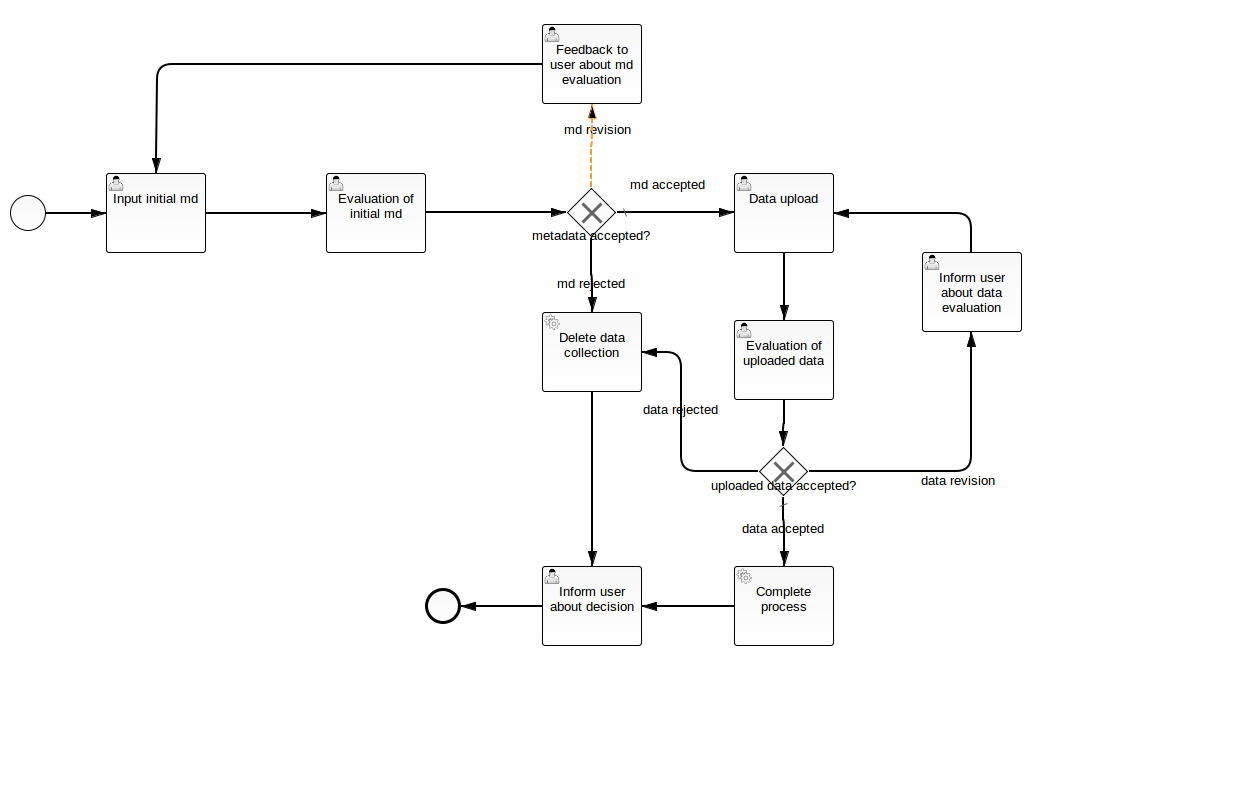 Feedback to
user about md
evaluation
md revision
Input initial md
Evaluation of
initial md
md accepted
Data upload
metadata accepted?
Inform user
about data
evaluation
md rejected
Delete data
collection
Evaluation of
uploaded data
data rejected
uploaded data accepted?
data revision
data accepted
Inform user
about decision
Complete
process